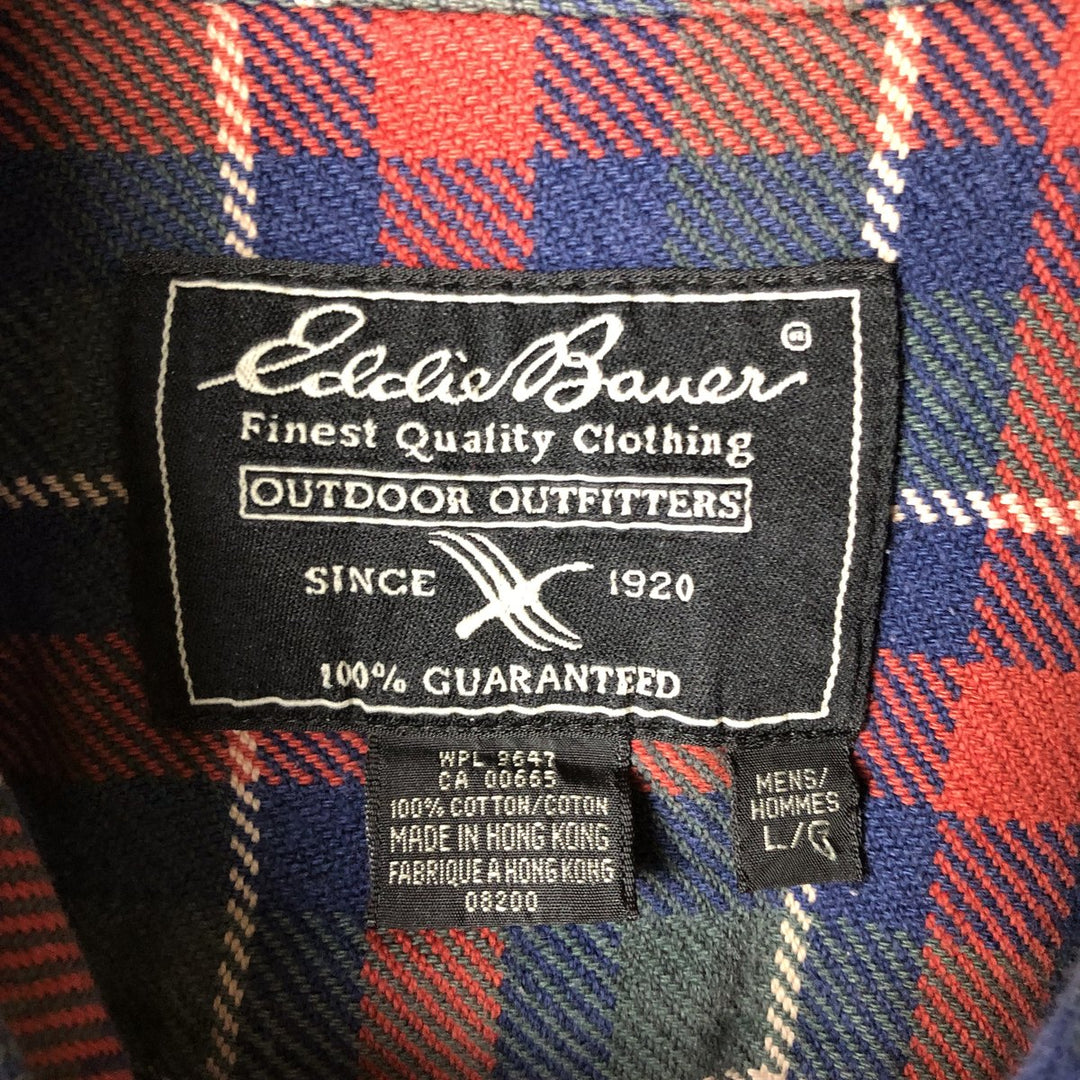 Eddie Bauer ®
Finest Quality Clothing
OUTDOOR OUTFITTERS
SINCE 1920
100% GUARANTEED
WPL 9647
CA 00665
100% COTTON/COTON
MADE IN HONG KONG
FABRIQUE A HONG KONG
08200
MENS/
HOMMES
L/G